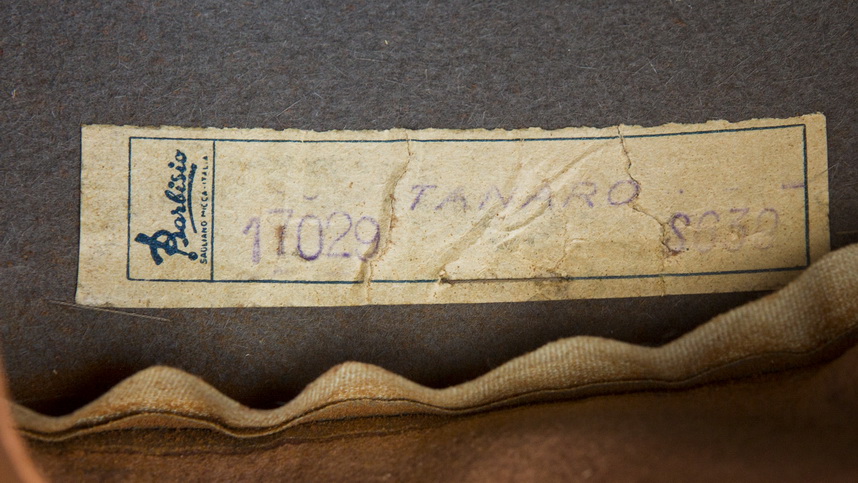 Barbisio
SAGLIANO MICCA-ITALIA
TANARO
17029